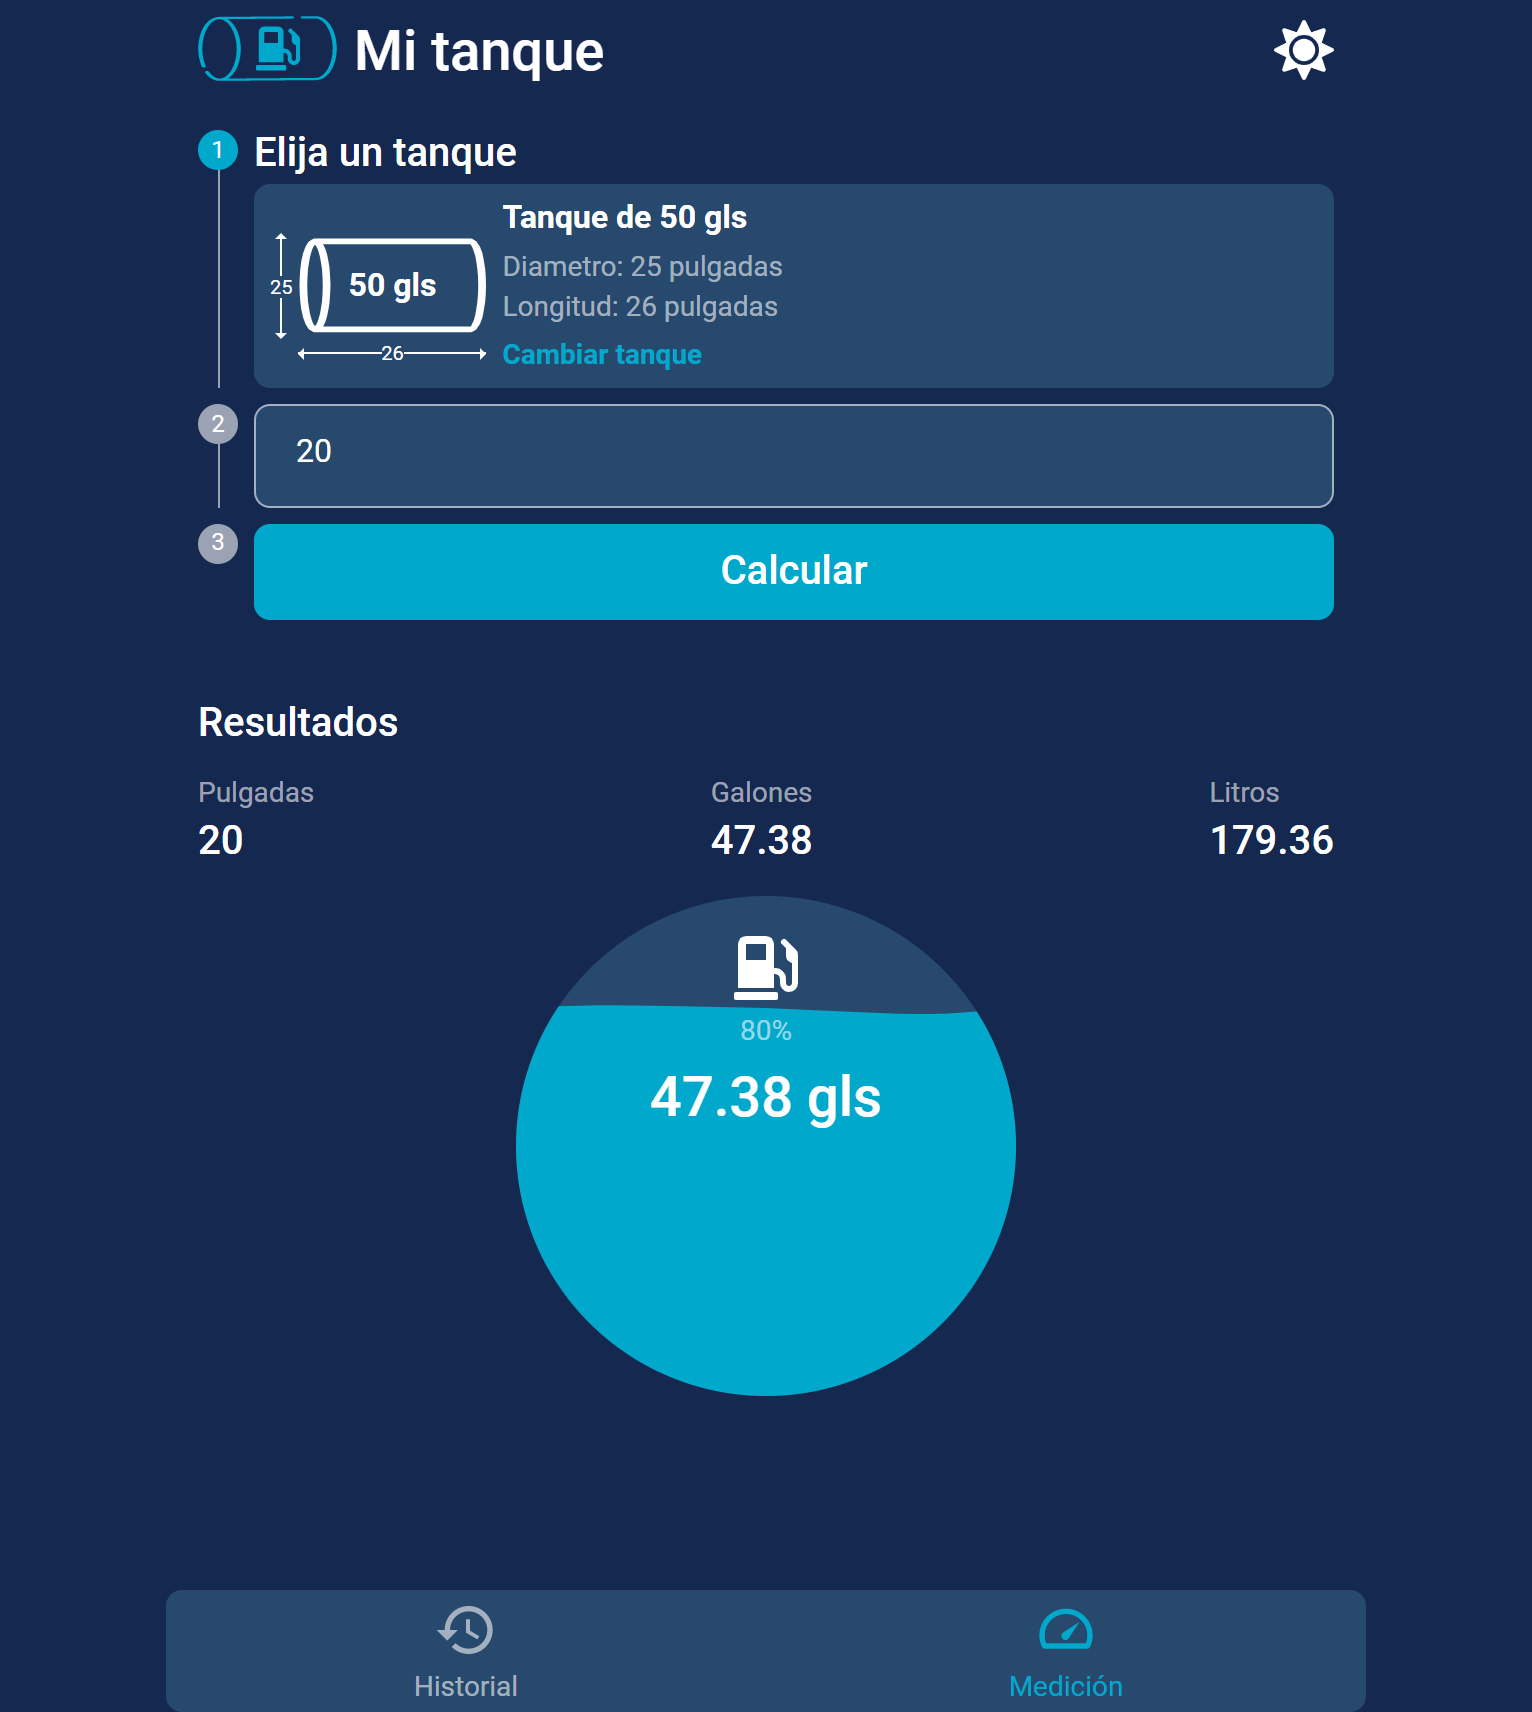 Mi tanque
1
Elija un tanque
Tanque de 50 gls
25
50 gls
Diametro: 25 pulgadas
Longitud: 26 pulgadas
26
Cambiar tanque
2
20
3
Calcular
Resultados
Pulgadas
20
Galones
47.38
Litros
179.36
80%
47.38 gls
Historial
Medición